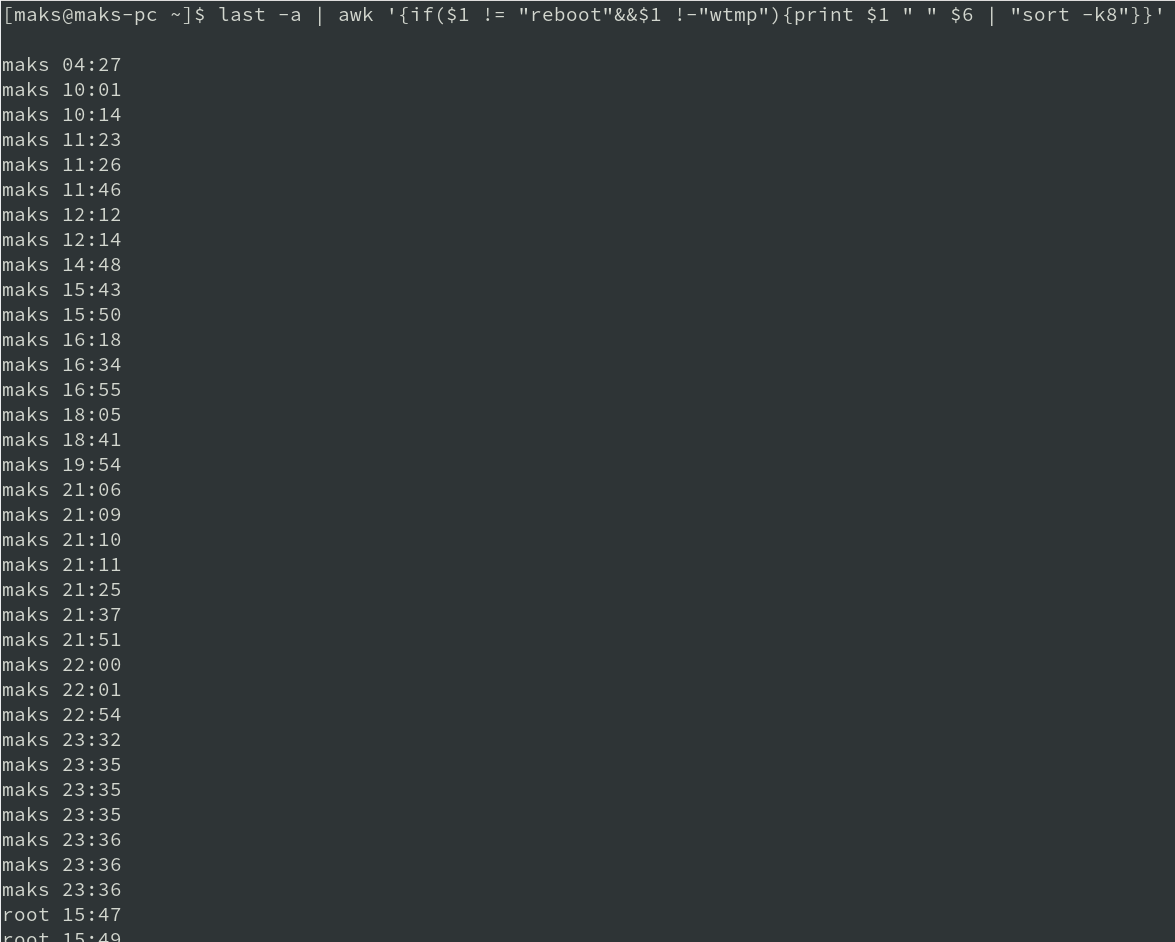 [maks@maks-pc ~]$ last -a | awk '{if($1 != "reboot"&&$1 !-"wtmp"){print $1 " " $6 | "sort -k8"}}'
maks 04:27
maks 10:01
maks 10:14
maks 11:23
maks 11:26
maks 11:46
maks 12:12
maks 12:14
maks 14:48
maks 15:43
maks 15:50
maks 16:18
maks 16:34
maks 16:55
maks 18:05
maks 18:41
maks 19:54
maks 21:06
maks 21:09
maks 21:10
maks 21:11
maks 21:25
maks 21:37
maks 21:51
maks 22:00
maks 22:01
maks 22:54
maks 23:32
maks 23:35
maks 23:35
maks 23:35
maks 23:36
maks 23:36
maks 23:36
root 15:47
root 15:49